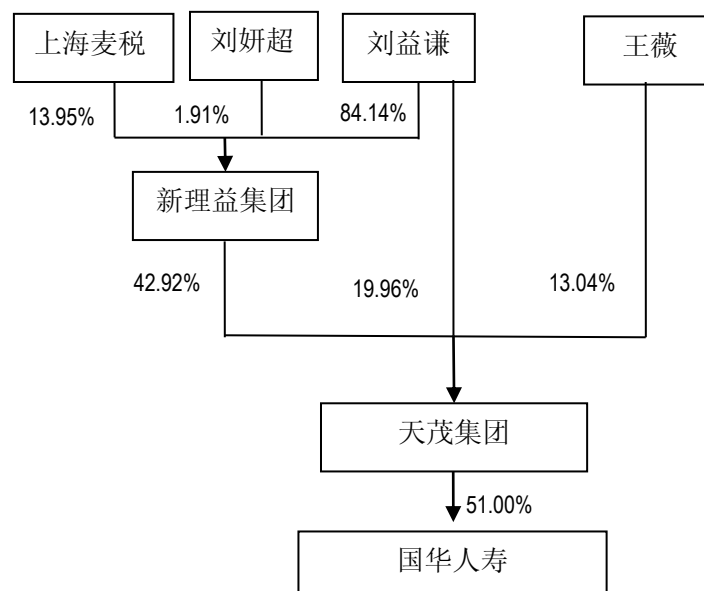 上海麦税
刘妍超
刘益谦
王薇
13.95%
1.91%
84.14%
新理益集团
42.92%
19.96%
13.04%
天茂集团
51.00%
国华人寿